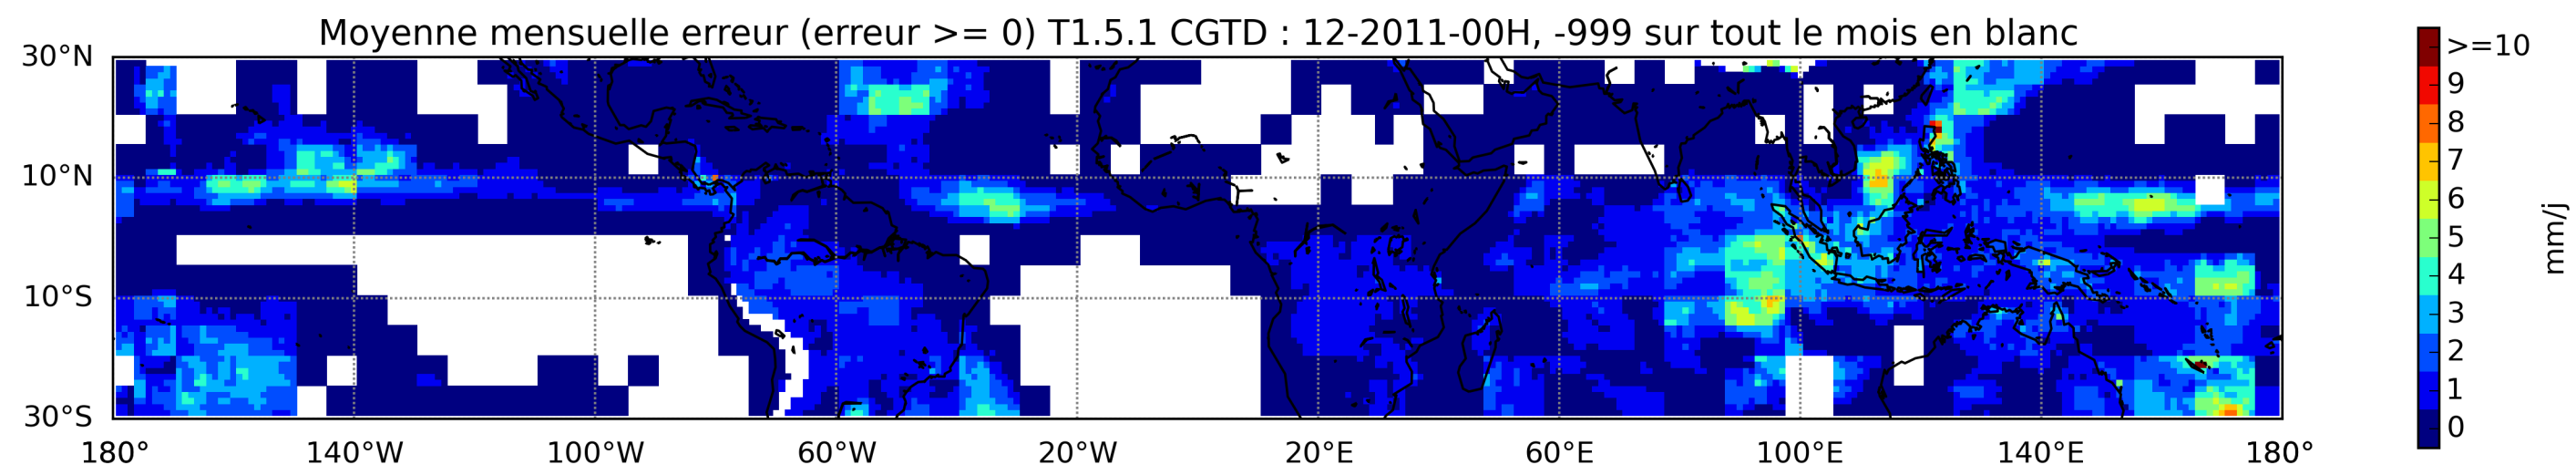 Moyenne mensuelle erreur (erreur >= 0) T1.5.1 CGTD : 12-2011-00H, -999 sur tout le mois en blanc
30°N
10°N
10°S
30°S
180° 140°W 100°W 60°W 20°W 20°E 60°E 100°E 140°E 180°
>=10
9
8
7
6
5
4
3
2
1
0
mm/j